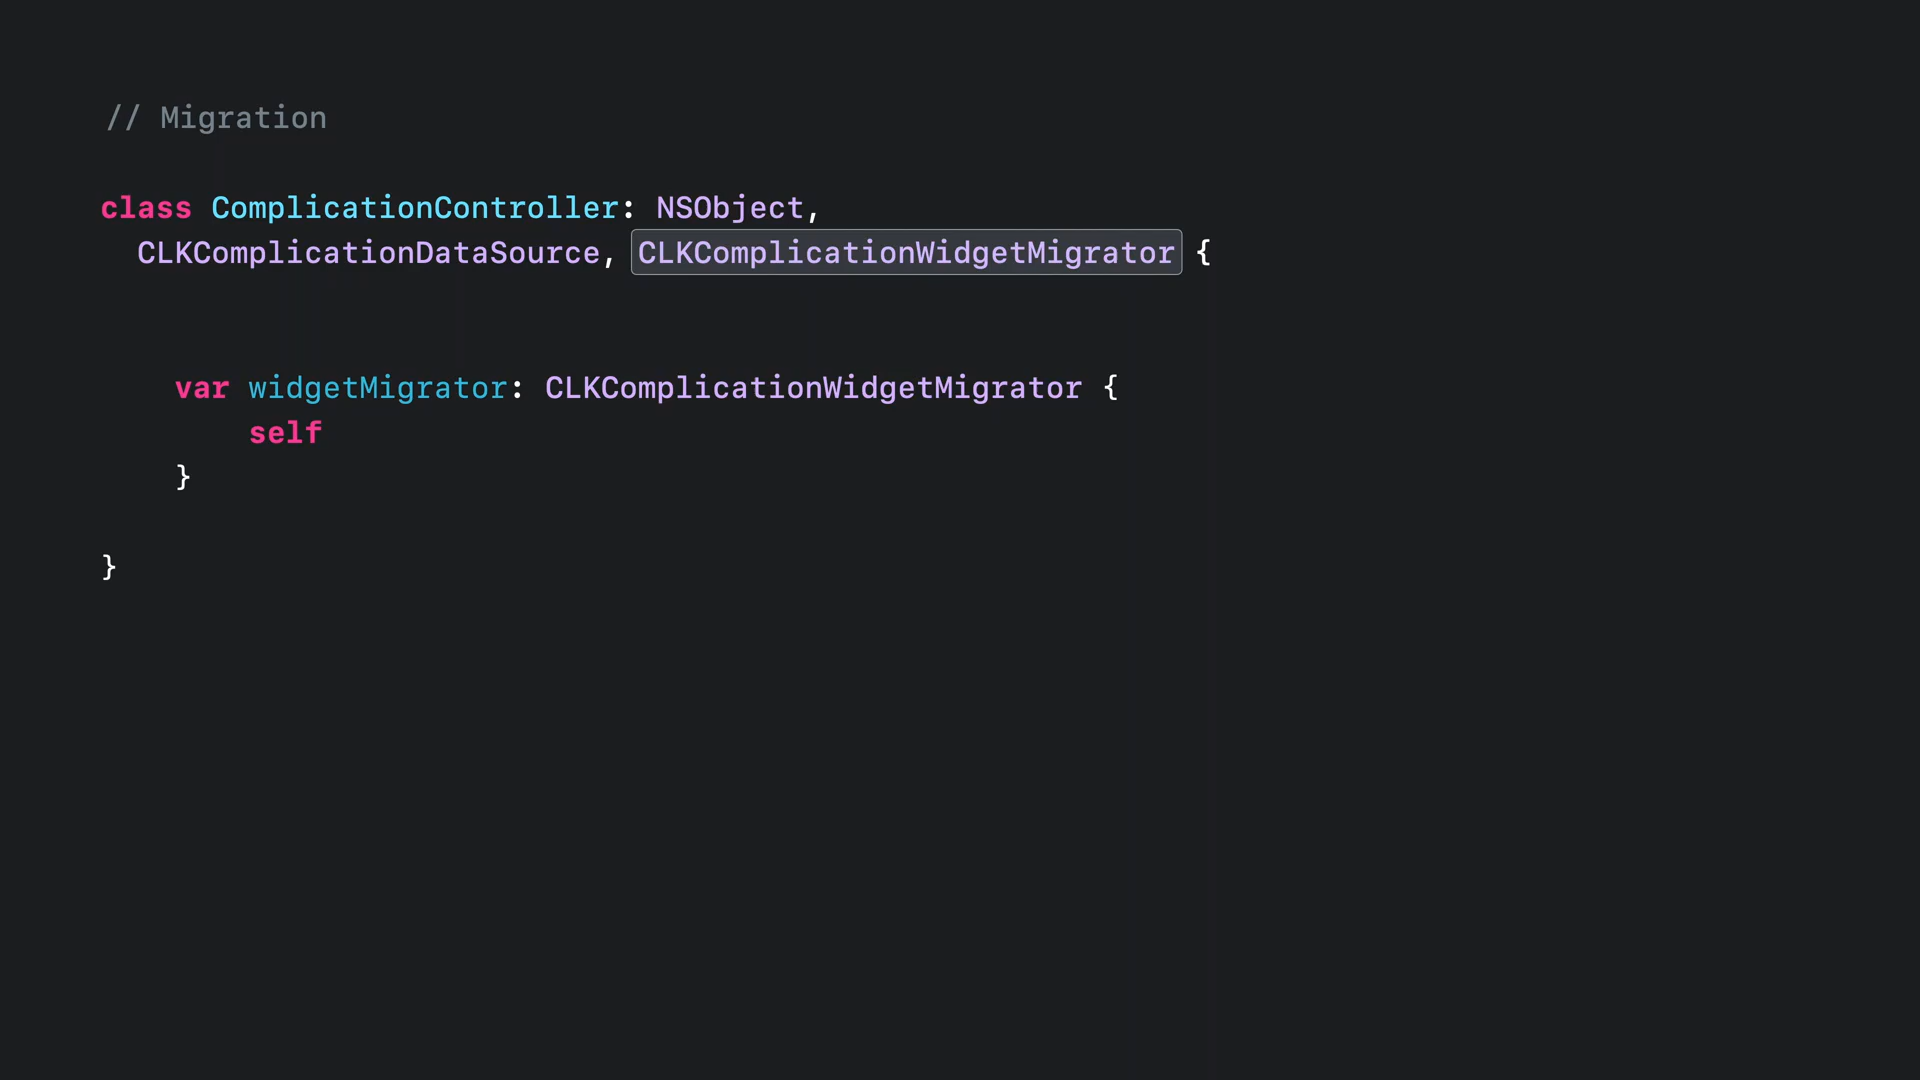 // Migration
class ComplicationController: NSObject,
CLKComplicationDataSource, CLKComplicationWidgetMigrator {
var widgetMigrator: CLKComplicationWidgetMigrator {
self
}
}